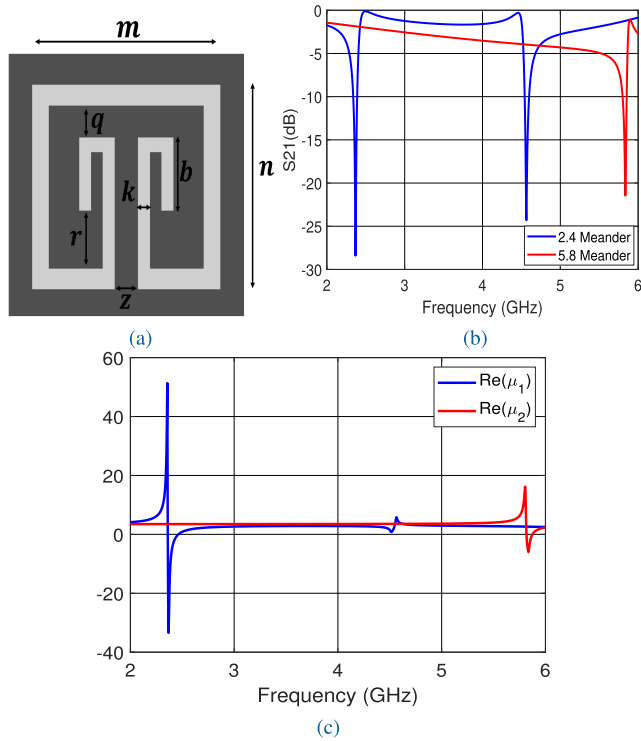 m
q
k
b
n
r
z
(a)
S21(dB)
0
-5
-10
-15
-20
-25
-30
2
3
4
5
6
Frequency (GHz)
2.4 Meander
5.8 Meander
(b)
60
40
20
0
-20
-40
2
3
4
5
6
Frequency (GHz)
Re(μ1)
Re(μ2)
(c)